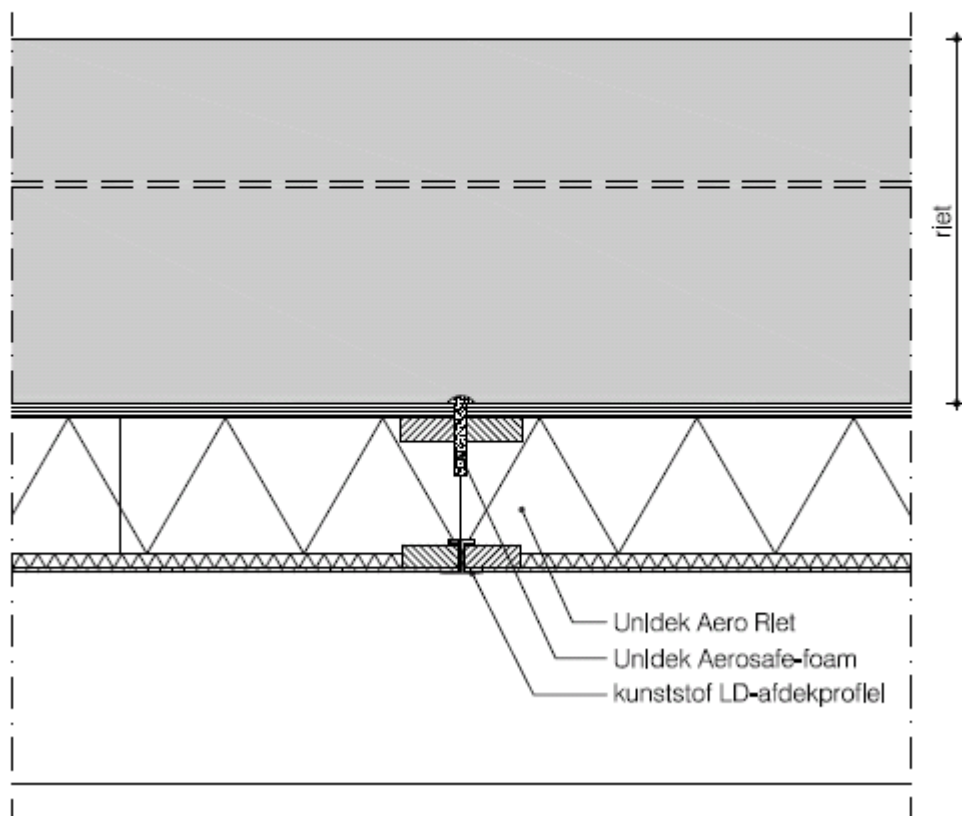 riet
Unidek Aero Riet
Unidek Aerosafe-foam
kunststof LD-afdekprofiel